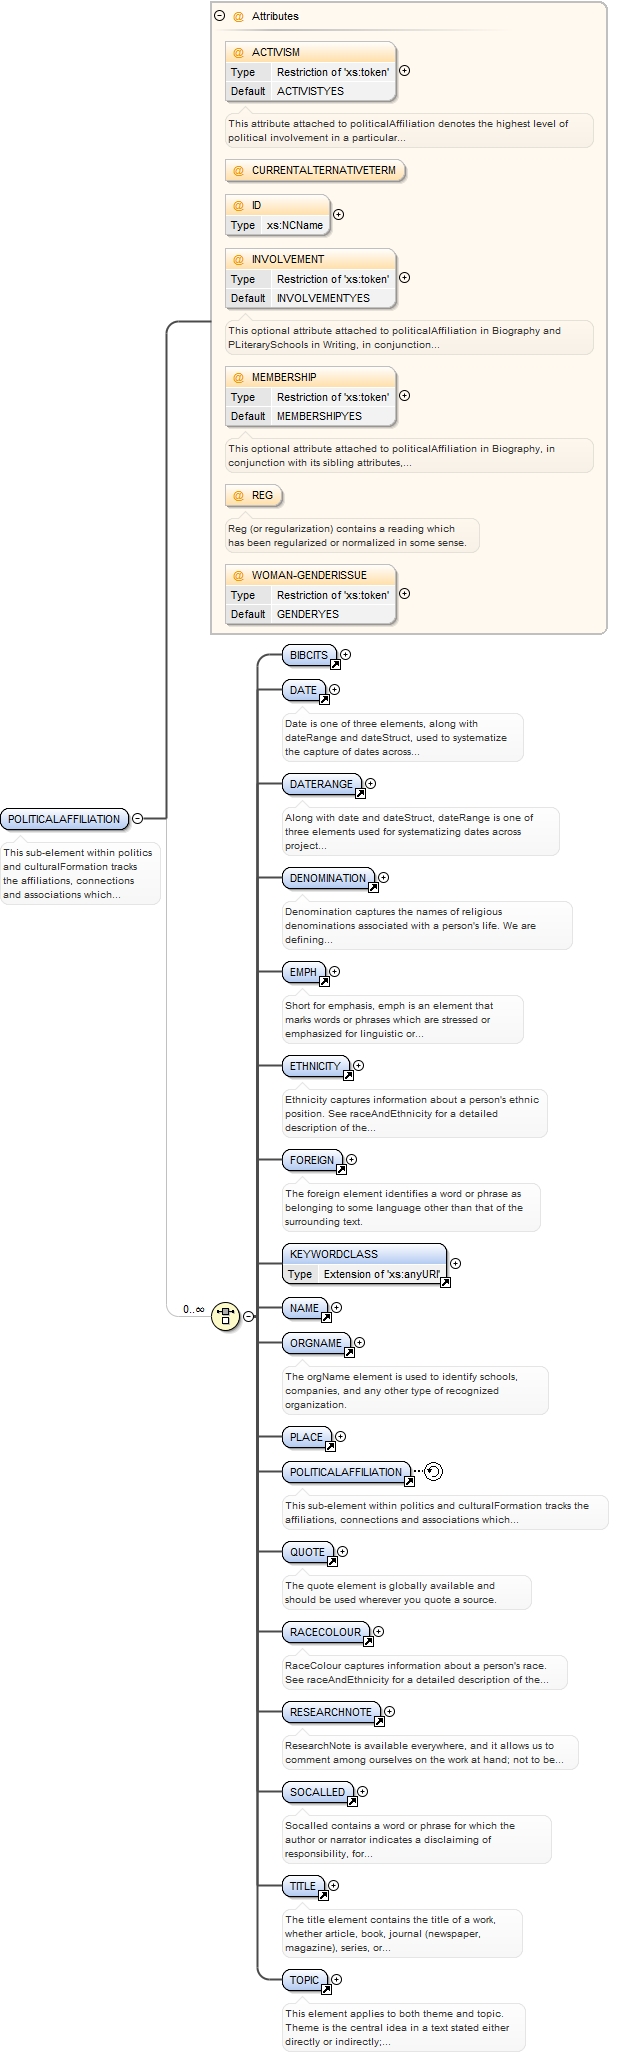 @ Attributes
@ ACTIVISM
Type Restriction of 'xs:token'
Default ACTIVISTYES
This attribute attached to politicalAffiliation denotes the highest level of
political involvement in a particular...
@ CURRENTALTERNATIVETERM
@ ID
Type xs:NCName
@ INVOLVEMENT
Type Restriction of 'xs:token'
Default INVOLVEMENTYES
This optional attribute attached to politicalAffiliation in Biography and
PLiterarySchools in Writing, in conjunction...
@ MEMBERSHIP
Type Restriction of 'xs:token'
Default MEMBERSHIPYES
This optional attribute attached to politicalAffiliation in Biography, in
conjunction with its sibling attributes,...
@ REG
Reg (or regularization) contains a reading which
has been regularized or normalized in some sense.
@ WOMAN-GENDERISSUE
Type Restriction of 'xs:token'
Default GENDERYES
POLITICALAFFILIATION
This sub-element within politics
and culturalFormation tracks
the affiliations, connections
and associations which...
0..∞
BIBCITS
DATE
Date is one of three elements, along with
dateRange and dateStruct, used to systematize
the capture of dates across...
DATERANGE
Along with date and dateStruct, dateRange is one of
three elements used for systematizing dates across
project...
DENOMINATION
Denomination captures the names of religious
denominations associated with a person's life. We are
defining...
EMPH
Short for emphasis, emph is an element that
marks words or phrases which are stressed or
emphasized for linguistic or...
ETHNICITY
Ethnicity captures information about a person's ethnic
position. See raceAndEthnicity for a detailed
description of the...
FOREIGN
The foreign element identifies a word or phrase as
belonging to some language other than that of the
surrounding text.
KEYWORDCLASS
Type Extension of 'xs:anyURI'
NAME
ORGNAME
The orgName element is used to identify schools,
companies, and any other type of recognized
organization.
PLACE
POLITICALAFFILIATION
This sub-element within politics and culturalFormation tracks the
affiliations, connections and associations which...
QUOTE
The quote element is globally available and
should be used wherever you quote a source.
RACECOLOUR
RaceColour captures information about a person's race.
See raceAndEthnicity for a detailed description of the...
RESEARCHNOTE
ResearchNote is available everywhere, and it allows us to
comment among ourselves on the work at hand; not to be...
SOCALLED
Socalled contains a word or phrase for which the
author or narrator indicates a disclaiming of
responsibility, for...
TITLE
The title element contains the title of a work,
whether article, book, journal (newspaper,
magazine), series, or...
TOPIC
This element applies to both theme and topic.
Theme is the central idea in a text stated either
directly or indirectly;...